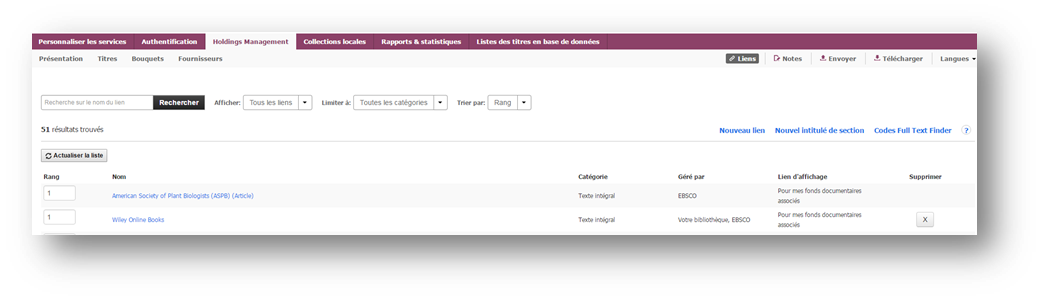 Personnaliser les services Authentification Holdings Management Collections locales Rapports & statistiques Listes des titres en base de données
Présentation Titres Bouquets Fournisseurs Liens Notes Envoyer Télécharger Langues
Recherche sur le nom du lien Rechercher Afficher: Tous les liens Limiter à: Toutes les catégories Trier par: Rang
51 résultats trouvés Nouveau lien Nouvel intitulé de section Codes Full Text Finder ?
Actualiser la liste
Rang Nom Catégorie Géré par Lien d'affichage Supprimer
1 American Society of Plant Biologists (ASPB) (Article) Texte intégral EBSCO Pour mes fonds documentaires
associés
1 Wiley Online Books Texte intégral Votre bibliothèque, EBSCO Pour mes fonds documentaires
associés X